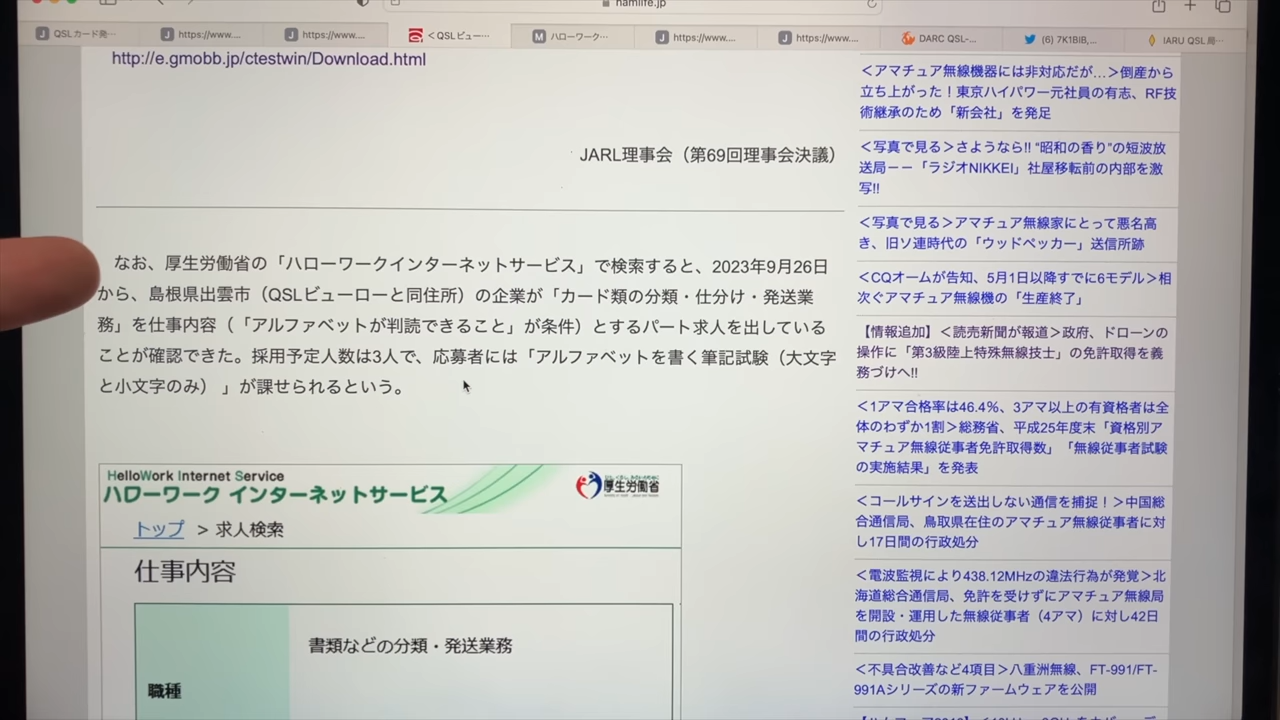 hamlife.jp
QSLカード発…
https://www.…
https://www.…
<QSLビュー…
ハローワーク…
https://www.…
https://www.…
DARC QSL-…
(6) 7K1BIB,…
IARU QSL局…
http://e.gmobb.jp/ctestwin/Download.html
JARL理事会（第69回理事会決議）
なお、厚生労働省の「ハローワークインターネットサービス」で検索すると、2023年9月26日
から、島根県出雲市（QSLビューローと同住所）の企業が「カード類の分類・仕分け・発送業
務」を仕事内容（「アルファベットが判読できること」が条件）とするパート求人を出している
ことが確認できた。採用予定人数は3人で、応募者には「アルファベットを書く筆記試験（大文字
と小文字のみ） 」が課せられるという。
HelloWork Internet Service
ハローワーク インターネットサービス
厚生労働省
トップ > 求人検索
仕事内容
書類などの分類・発送業務
職種
＜アマチュア無線機器には非対応だが…＞倒産から
立ち上がった！東京ハイパワー元社員の有志、RF技
術継承のため「新会社」を発足
＜写真で見る＞さようなら!! "昭和の香り"の短波放
送局－－「ラジオNIKKEI」社屋移転前の内部を激
写!!
＜写真で見る＞アマチュア無線家にとって悪名高
き、旧ソ連時代の「ウッドペッカー」送信所跡
＜CQオームが告知、5月1日以降すでに6モデル＞相
次ぐアマチュア無線機の「生産終了」
【情報追加】＜読売新聞が報道＞政府、ドローンの
操作に「第3級陸上特殊無線技士」の免許取得を義
務づけへ!!
＜1アマ合格率は46.4%、3アマ以上の有資格者は全
体のわずか1割＞総務省、平成25年度末「資格別ア
マチュア無線従事者免許取得数」「無線従事者試験
の実施結果」を発表
＜コールサインを送出しない通信を捕捉！＞中国総
合通信局、鳥取県在住のアマチュア無線従事者に対
し17日間の行政処分
＜電波監視により438.12MHzの違法行為が発覚＞北
海道総合通信局、免許を受けずにアマチュア無線局
を開設・運用した無線従事者（4アマ）に対し42日
間の行政処分
＜不具合改善など4項目＞八重洲無線、FT-991/FT-
991Aシリーズの新ファームウェアを公開